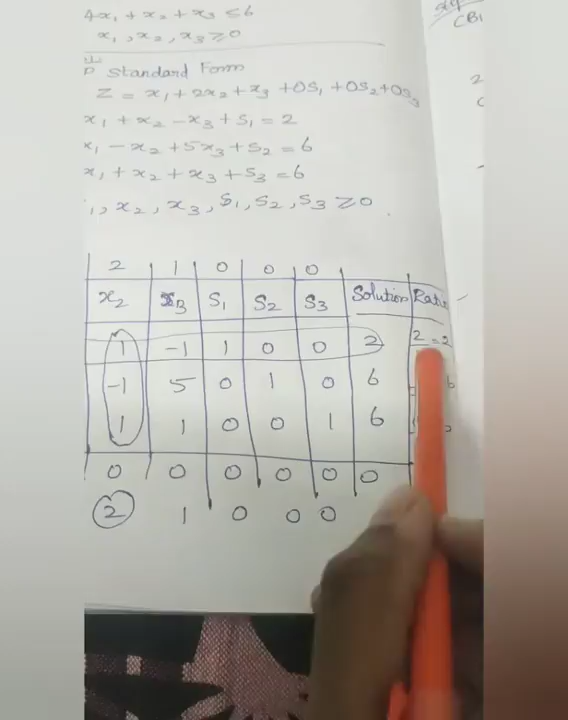 4x₁ + x₂ + x₃ ≤ 6
x₁, x₂, x₃ ≥ 0
CB
Standard Form
Z = x₁ + 2x₂ + x₃ + 0S₁ + 0S₂ + 0S₃
x₁ + x₂ - x₃ + S₁ = 2
x₁ - x₂ + 5x₃ + S₂ = 6
x₁ + x₂ + x₃ + S₃ = 6
x₂, x₃, S₁, S₂, S₃ ≥ 0
2 1 0 0 0
x₂ x₃ S₁ S₂ S₃ Solution Ratio
1 -1 1 0 0 2 2 = 2
-1 5 0 1 0 6 6
1 1 0 0 1 6
0 0 0 0 0 0
2 1 0 0 0